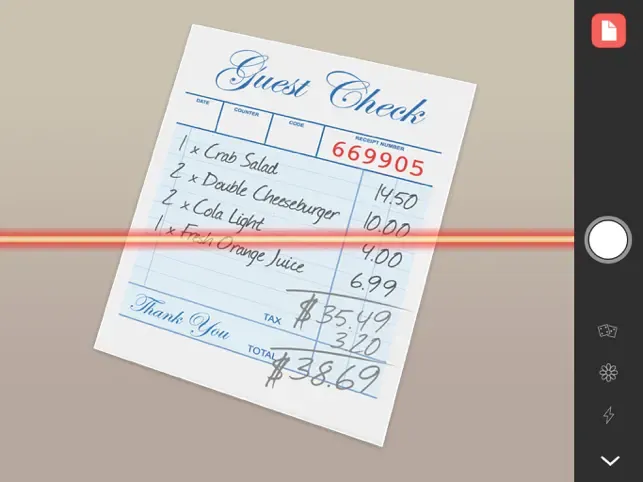 Guest Check
DATE COUNTER CODE RECEIPT NUMBER
669905
1 x Crab Salad 14.50
2 x Double Cheeseburger 10.00
2 x Cola Light 4.00
1 x Fresh Orange Juice 6.99
$35.49
TAX 3.20
Thank You
TOTAL $38.69